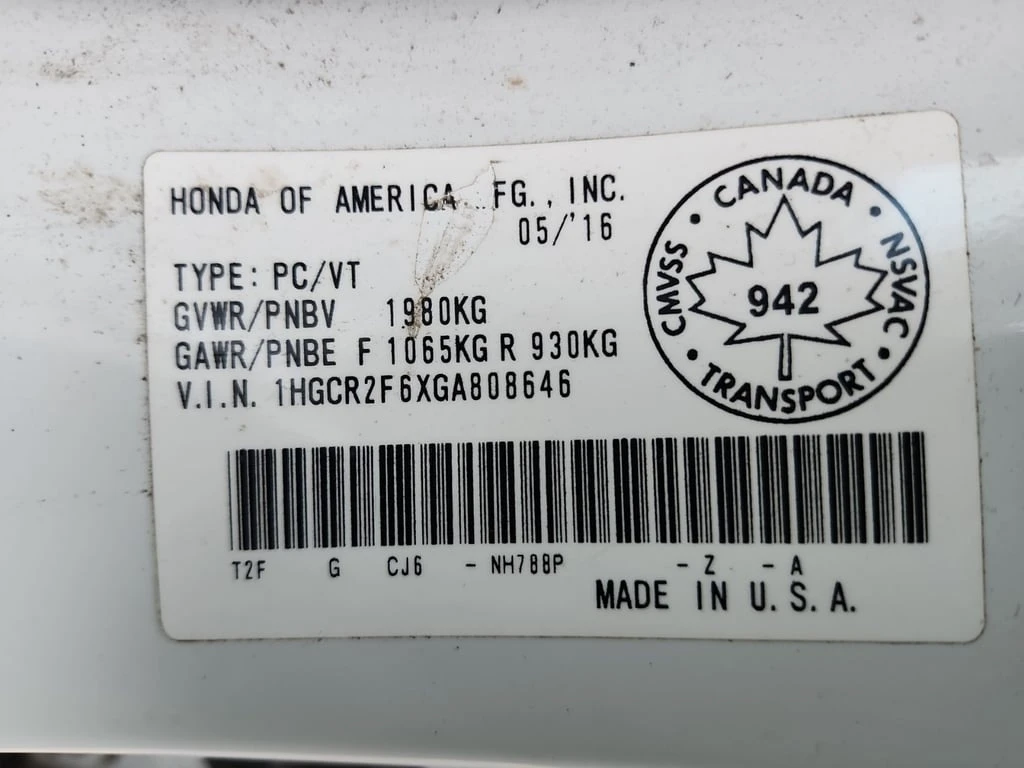 HONDA OF AMERICA FG., INC.
05/'16
TYPE: PC/VT
GVWR/PNBV 1980KG
GAWR/PNBE F 1065KG R 930KG
V.I.N. 1HGCR2F6XGA808646
CANADA
CMVSS
NSVAC
942
TRANSPORT
T2F G CJ6 - NH788P - Z - A
MADE IN U.S.A.